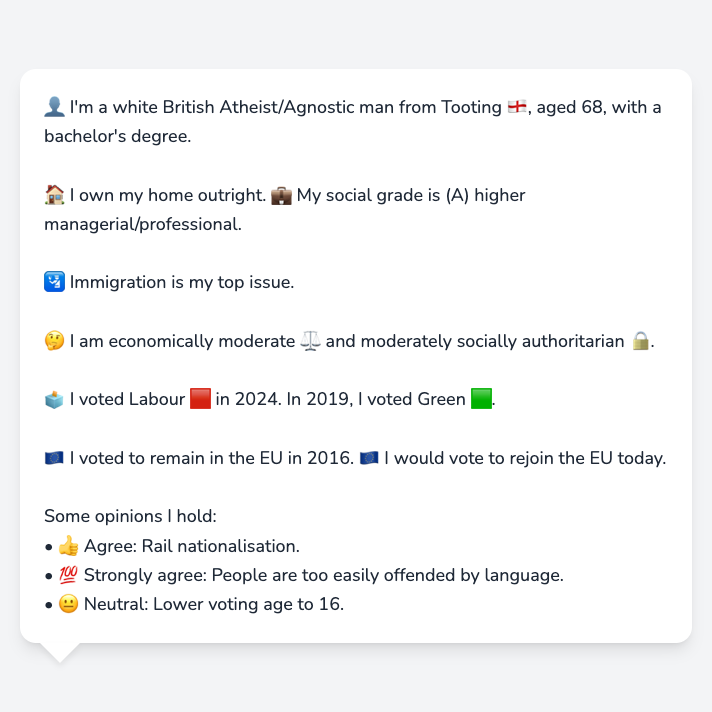 👤 I'm a white British Atheist/Agnostic man from Tooting 🏴󠁧󠁢󠁥󠁮󠁧󠁿, aged 68, with a
bachelor's degree.
🏠 I own my home outright. 💼 My social grade is (A) higher
managerial/professional.
🛂 Immigration is my top issue.
🤔 I am economically moderate ⚖️ and moderately socially authoritarian 🔒.
🗳️ I voted Labour 🟥 in 2024. In 2019, I voted Green 🟩.
🇪🇺 I voted to remain in the EU in 2016. 🇪🇺 I would vote to rejoin the EU today.
Some opinions I hold:
• 👍 Agree: Rail nationalisation.
• 💯 Strongly agree: People are too easily offended by language.
• 😐 Neutral: Lower voting age to 16.